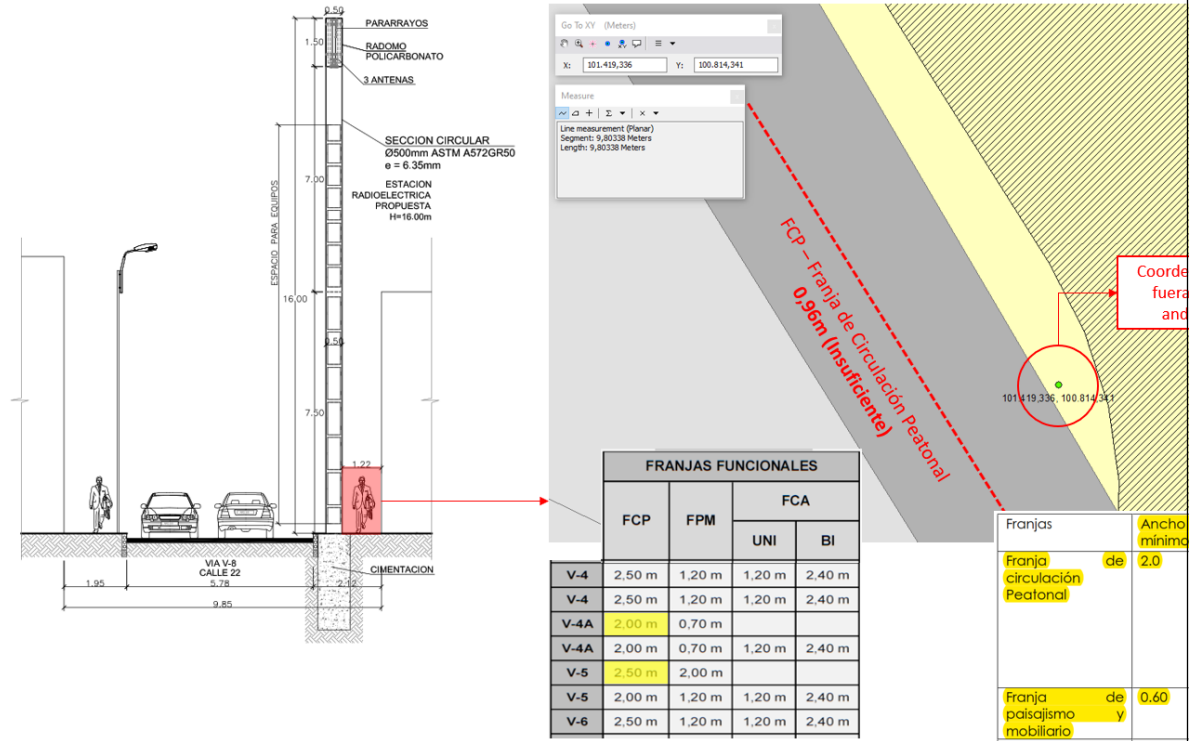 0.50
PARARRAYOS
1.50
RADOMO
POLICARBONATO
3 ANTENAS
SECCION CIRCULAR
Ø500mm ASTM A572GR50
e = 6.35mm
7.00
ESTACION
RADIOELECTRICA
PROPUESTA
H=16.00m
ESPACIO PARA EQUIPOS
16.00
0.50
7.50
1.22
VIA V-8
CALLE 22
CIMENTACION
1.95
5.78
2.12
9.85
Go To XY (Meters)
X: 101.419,336 Y: 100.814,341
Measure
Line measurement (Planar)
Segment: 9,80338 Meters
Length: 9,80338 Meters
FCP – Franja de Circulación Peatonal
0,96m (Insuficiente)
Coorde
fuera
and
101.419,336, 100.814,341
FRANJAS FUNCIONALES
FCP FPM FCA
UNI BI
V-4 2,50 m 1,20 m 1,20 m 2,40 m
V-4 2,50 m 1,20 m 1,20 m 2,40 m
V-4A 2,00 m 0,70 m
V-4A 2,00 m 0,70 m 1,20 m 2,40 m
V-5 2,50 m 2,00 m
V-5 2,00 m 1,20 m 1,20 m 2,40 m
V-6 2,50 m 1,20 m 1,20 m 2,40 m
Franjas Ancho
mínimo
Franja de 2.0
circulación
Peatonal
Franja de 0.60
paisajismo y
mobiliario